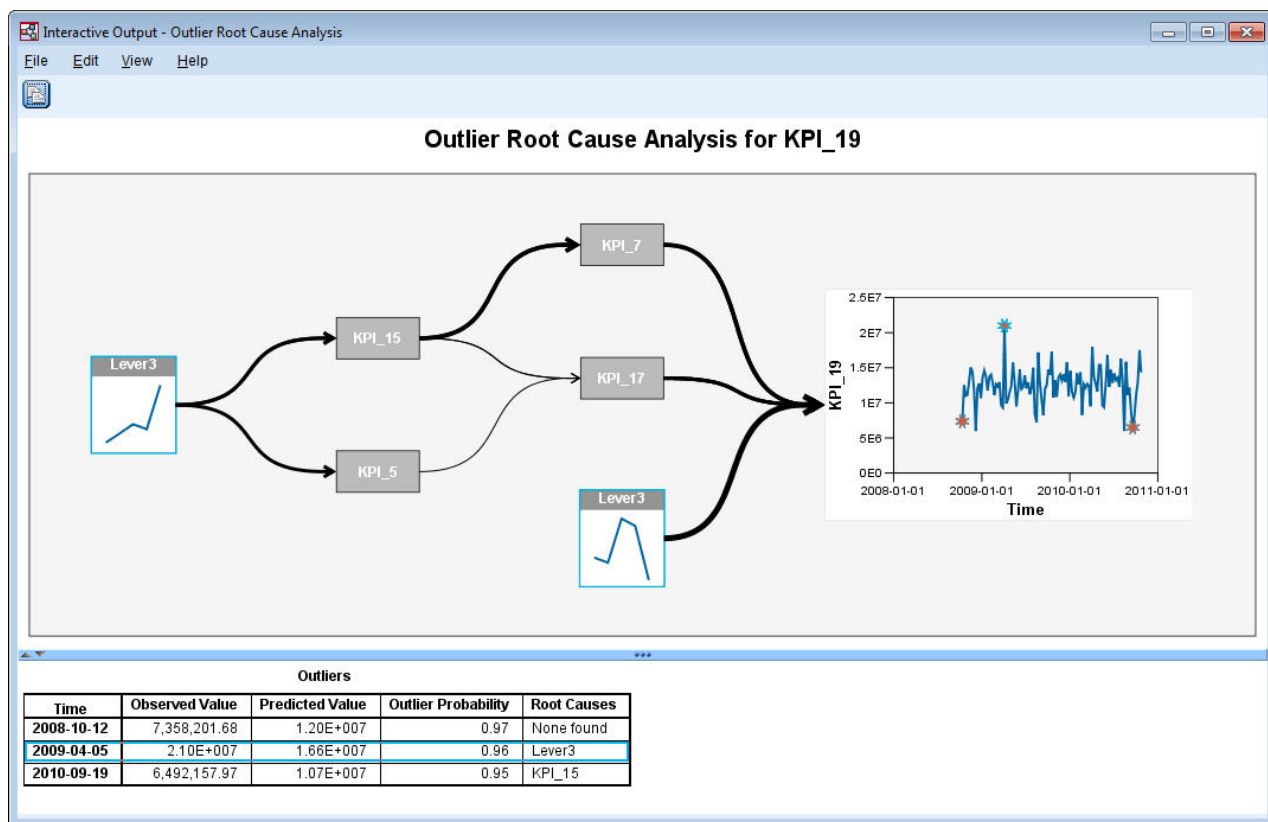 Interactive Output - Outlier Root Cause Analysis
File Edit View Help
Outlier Root Cause Analysis for KPI_19
KPI_7
KPI_15
Lever3
KPI_17
KPI_5
Lever3
KPI_19
2.5E7
2E7
1.5E7
1E7
5E6
0E0
2008-01-01 2009-01-01 2010-01-01 2011-01-01
Time
Outliers
Time Observed Value Predicted Value Outlier Probability Root Causes
2008-10-12 7,358,201.68 1.20E+007 0.97 None found
2009-04-05 2.10E+007 1.66E+007 0.96 Lever3
2010-09-19 6,492,157.97 1.07E+007 0.95 KPI_15